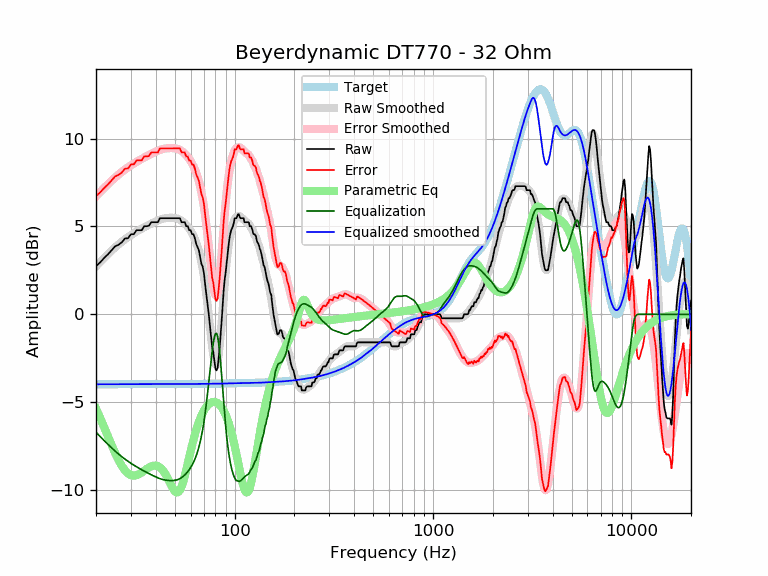 Beyerdynamic DT770 - 32 Ohm
Target
Raw Smoothed
Error Smoothed
Raw
Error
Parametric Eq
Equalization
Equalized smoothed
Amplitude (dBr)
10
5
0
−5
−10
100
1000
10000
Frequency (Hz)